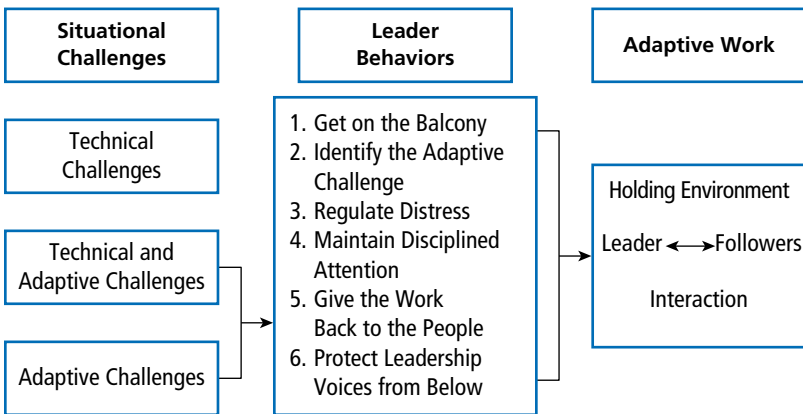 Situational
Challenges
Leader
Behaviors
Adaptive Work
Technical
Challenges
Technical and
Adaptive Challenges
Adaptive Challenges
1. Get on the Balcony
2. Identify the Adaptive
Challenge
3. Regulate Distress
4. Maintain Disciplined
Attention
5. Give the Work
Back to the People
6. Protect Leadership
Voices from Below
Holding Environment
Leader Followers
Interaction